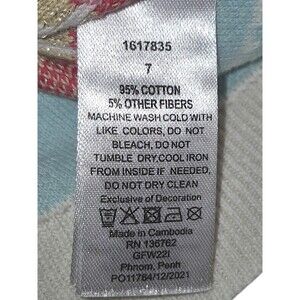 1617835
7
95% COTTON
5% OTHER FIBERS
MACHINE WASH COLD WITH
LIKE COLORS, DO NOT
BLEACH, DO NOT
TUMBLE DRY,COOL IRON
FROM INSIDE IF NEEDED,
DO NOT DRY CLEAN
Exclusive of Decoration
Made in Cambodia
RN 136762
GFW22I
Phnom, Penh
PO11784/12/2021